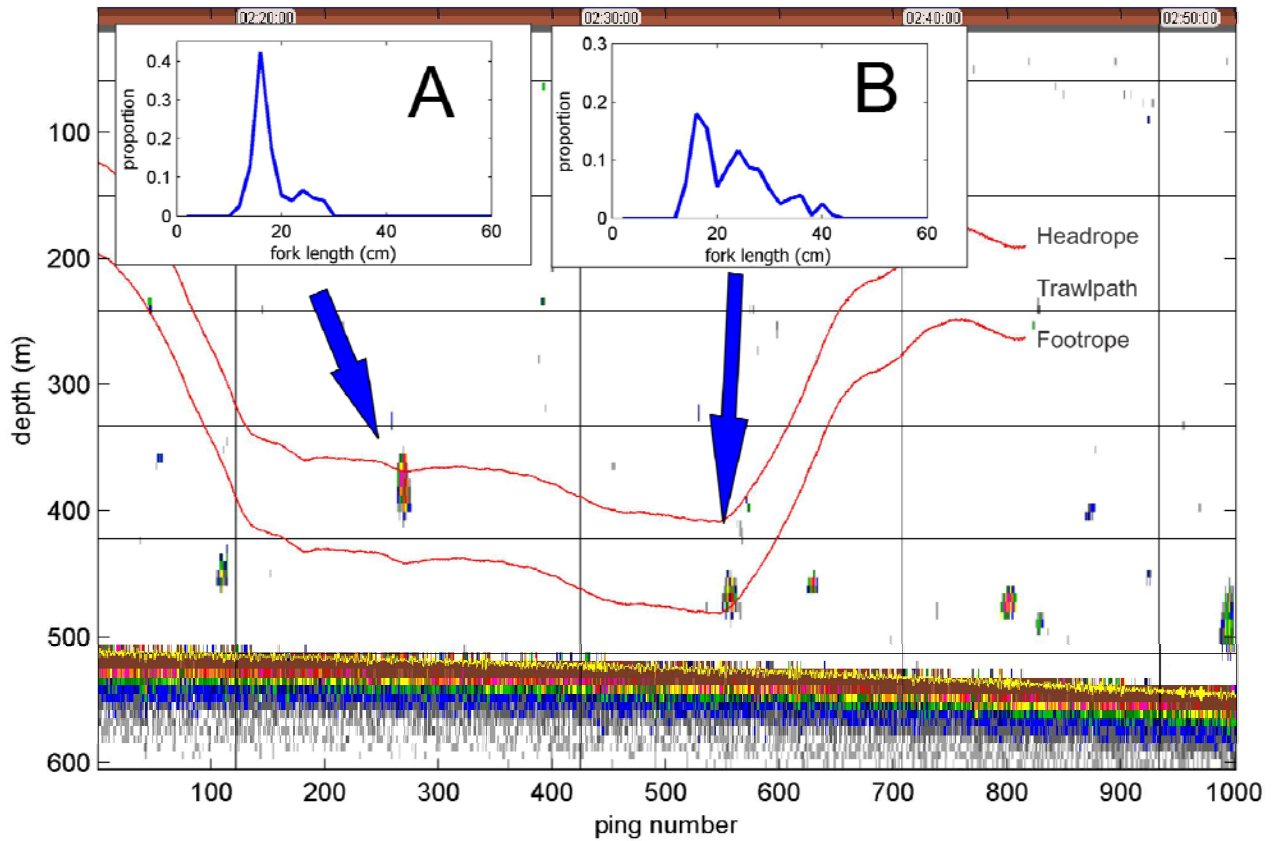 02:20:00 02:30:00 02:40:00 02:50:00
A
proportion
0.4
0.3
0.2
0.1
0
0 20 40 60
fork length (cm)
B
proportion
0.3
0.2
0.1
0
0 20 40 60
fork length (cm)
Headrope
Trawlpath
Footrope
depth (m)
100
200
300
400
500
600
100 200 300 400 500 600 700 800 900 1000
ping number